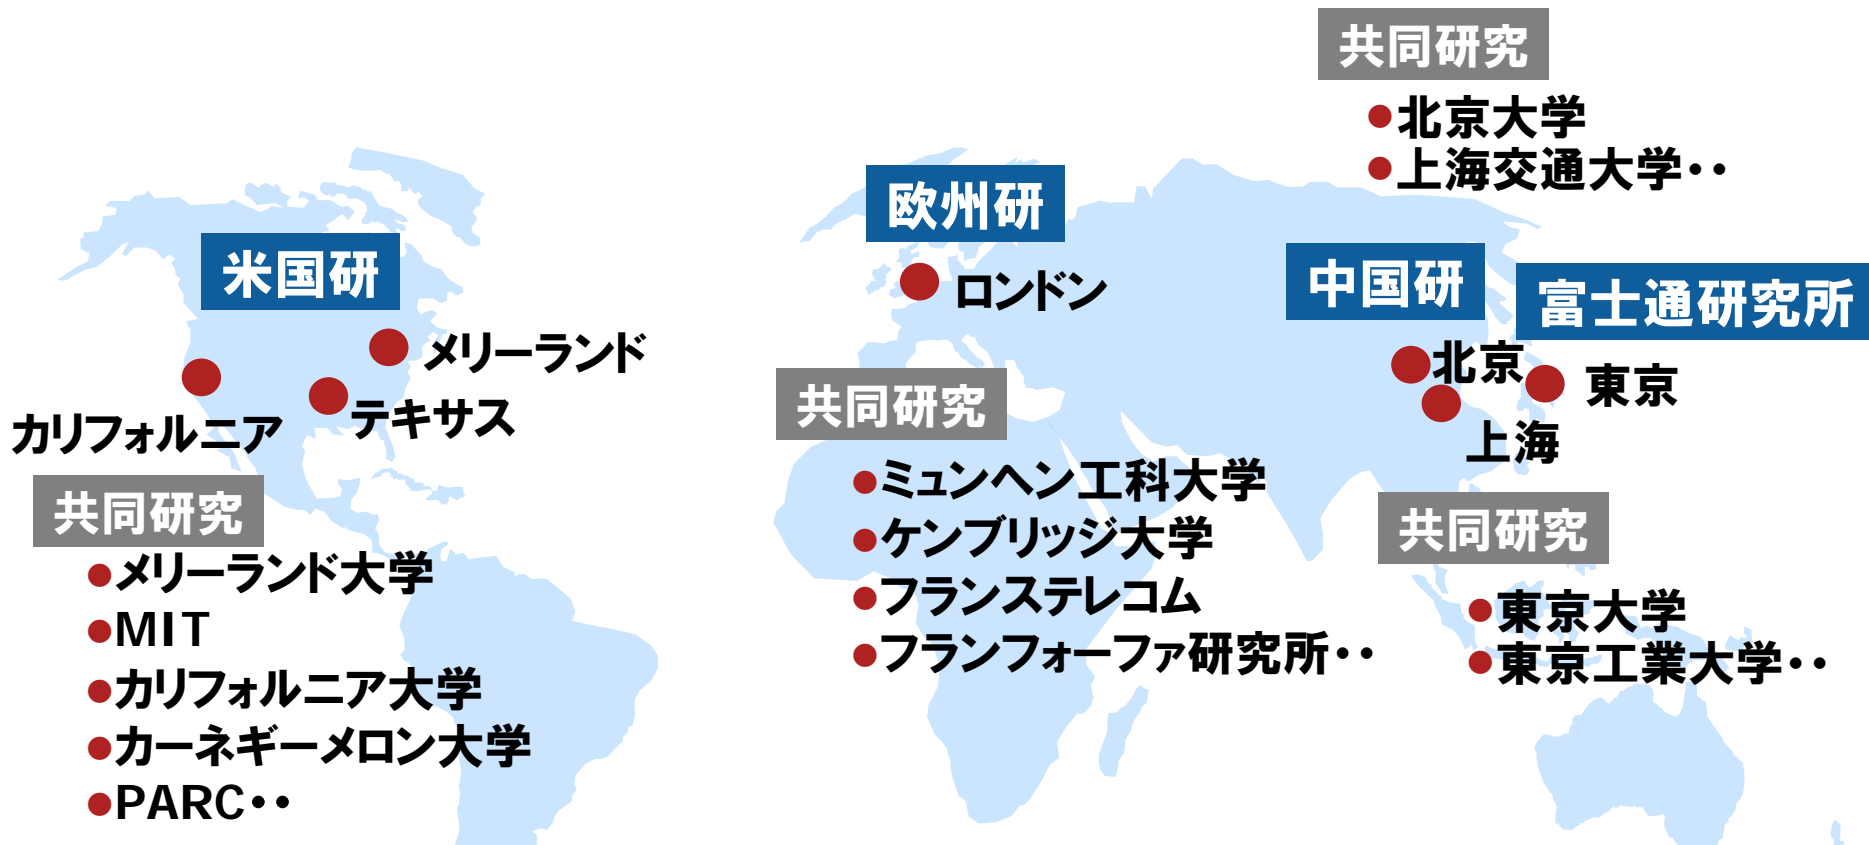 米国研
メリーランド
カリフォルニア
テキサス
共同研究
●メリーランド大学
●MIT
●カリフォルニア大学
●カーネギーメロン大学
●PARC・・
欧州研
ロンドン
共同研究
●ミュンヘン工科大学
●ケンブリッジ大学
●フランステレコム
●フランフォーファ研究所・・
共同研究
●北京大学
●上海交通大学・・
中国研
北京
上海
富士通研究所
東京
共同研究
●東京大学
●東京工業大学・・